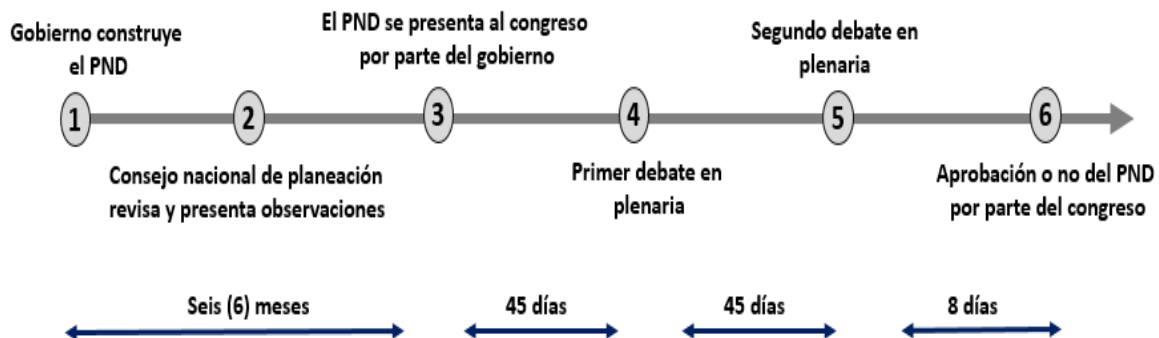 Gobierno construye
el PND
El PND se presenta al congreso
por parte del gobierno
Segundo debate en
plenaria
1
2
3
4
5
6
Consejo nacional de planeación
revisa y presenta observaciones
Primer debate en
plenaria
Aprobación o no del PND
por parte del congreso
Seis (6) meses
45 días
45 días
8 días